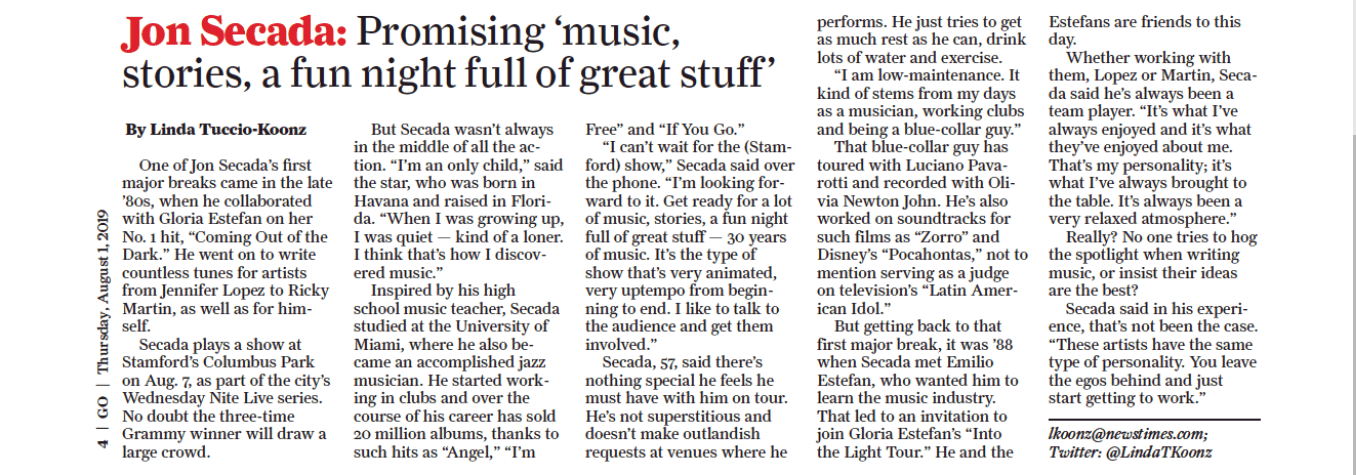 Jon Secada: Promising ‘music,
stories, a fun night full of great stuff’
By Linda Tuccio-Koonz
One of Jon Secada’s first
major breaks came in the late
’80s, when he collaborated
with Gloria Estefan on her
No. 1 hit, “Coming Out of the
Dark.” He went on to write
countless tunes for artists
from Jennifer Lopez to Ricky
Martin, as well as for him-
self.
Secada plays a show at
Stamford’s Columbus Park
on Aug. 7, as part of the city’s
Wednesday Nite Live series.
No doubt the three-time
Grammy winner will draw a
large crowd.
But Secada wasn’t always
in the middle of all the ac-
tion. “I’m an only child,” said
the star, who was born in
Havana and raised in Flori-
da. “When I was growing up,
I was quiet — kind of a loner.
I think that’s how I discov-
ered music.”
Inspired by his high
school music teacher, Secada
studied at the University of
Miami, where he also be-
came an accomplished jazz
musician. He started work-
ing in clubs and over the
course of his career has sold
20 million albums, thanks to
such hits as “Angel,” “I’m
Free” and “If You Go.”
“I can’t wait for the (Stam-
ford) show,” Secada said over
the phone. “I’m looking for-
ward to it. Get ready for a lot
of music, stories, a fun night
full of great stuff — 30 years
of music. It’s the type of
show that’s very animated,
very uptempo from begin-
ning to end. I like to talk to
the audience and get them
involved.”
Secada, 57, said there’s
nothing special he feels he
must have with him on tour.
He’s not superstitious and
doesn’t make outlandish
requests at venues where he
performs. He just tries to get
as much rest as he can, drink
lots of water and exercise.
“I am low-maintenance. It
kind of stems from my days
as a musician, working clubs
and being a blue-collar guy.”
That blue-collar guy has
toured with Luciano Pava-
rotti and recorded with Oli-
via Newton John. He’s also
worked on soundtracks for
such films as “Zorro” and
Disney’s “Pocahontas,” not to
mention serving as a judge
on television’s “Latin Amer-
ican Idol.”
But getting back to that
first major break, it was ’88
when Secada met Emilio
Estefan, who wanted him to
learn the music industry.
That led to an invitation to
join Gloria Estefan’s “Into
the Light Tour.” He and the
Estefans are friends to this
day.
Whether working with
them, Lopez or Martin, Seca-
da said he’s always been a
team player. “It’s what I’ve
always enjoyed and it’s what
they’ve enjoyed about me.
That’s my personality; it’s
what I’ve always brought to
the table. It’s always been a
very relaxed atmosphere.”
Really? No one tries to hog
the spotlight when writing
music, or insist their ideas
are the best?
Secada said in his experi-
ence, that’s not been the case.
“These artists have the same
type of personality. You leave
the egos behind and just
start getting to work.”
lkoonz@newstimes.com;
Twitter: @LindaTKoonz
4 | GO | Thursday, August 1, 2019